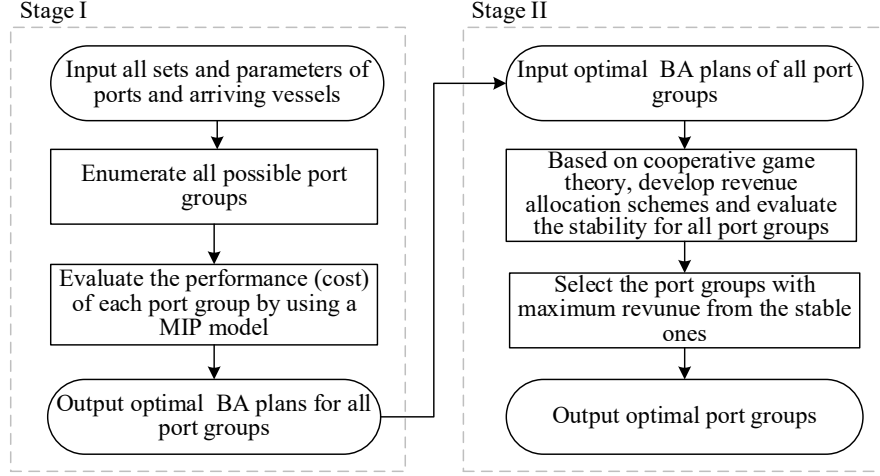 Stage I
Input all sets and parameters of
ports and arriving vessels
Enumerate all possible port
groups
Evaluate the performance (cost)
of each port group by using a
MIP model
Output optimal BA plans for all
port groups
Stage II
Input optimal BA plans of all port
groups
Based on cooperative game
theory, develop revenue
allocation schemes and evaluate
the stability for all port groups
Select the port groups with
maximum revunue from the stable
ones
Output optimal port groups